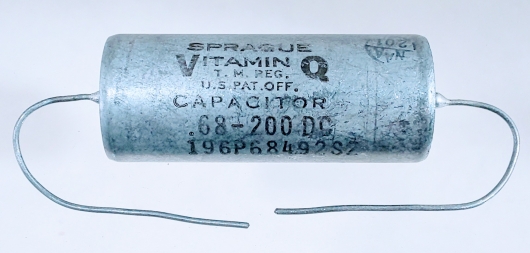 SPRAGUE
VITAMIN Q
T. M. REG.
U.S. PAT. OFF.
CAPACITOR
.68-200 DC
196P68492S2